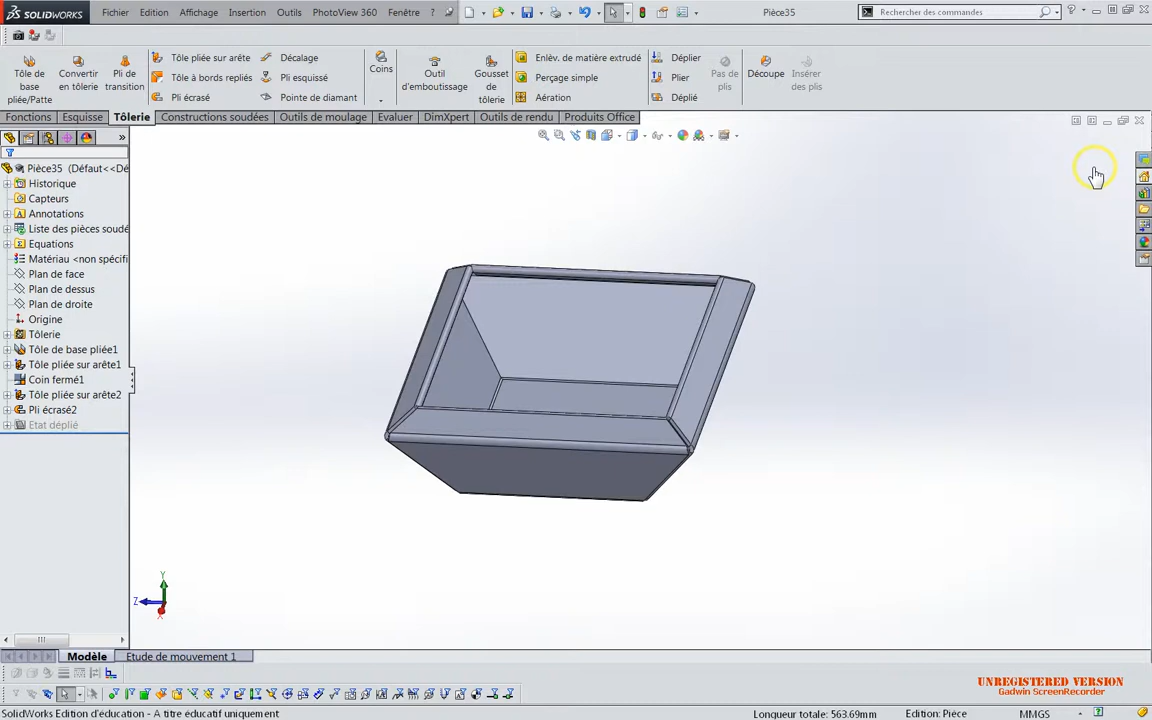 SOLIDWORKS Fichier Edition Affichage Insertion Outils PhotoView 360 Fenêtre ? Pièce35 Rechercher des commandes
Tôle de base pliée/Patte
Convertir en tôlerie
Pli de transition
Tôle pliée sur arête
Tôle à bords repliés
Pli écrasé
Décalage
Pli esquissé
Pointe de diamant
Coins
Outil d'emboutissage
Gousset de tôlerie
Enlèv. de matière extrudé
Perçage simple
Aération
Déplier
Plier
Déplié
Pas de plis
Découpe
Insérer des plis
Fonctions Esquisse Tôlerie Constructions soudées Outils de moulage Evaluer DimXpert Outils de rendu Produits Office
Pièce35 (Défaut<<Dé
Historique
Capteurs
Annotations
Liste des pièces soudé
Equations
Matériau <non spécifi
Plan de face
Plan de dessus
Plan de droite
Origine
Tôlerie
Tôle de base pliée1
Tôle pliée sur arête1
Coin fermé1
Tôle pliée sur arête2
Pli écrasé2
Etat déplié
Y
Z
X
Modèle Etude de mouvement 1
UNREGISTERED VERSION
Gadwin ScreenRecorder
SolidWorks Edition d'éducation - A titre éducatif uniquement Longueur totale: 563.69mm Edition: Pièce MMGS